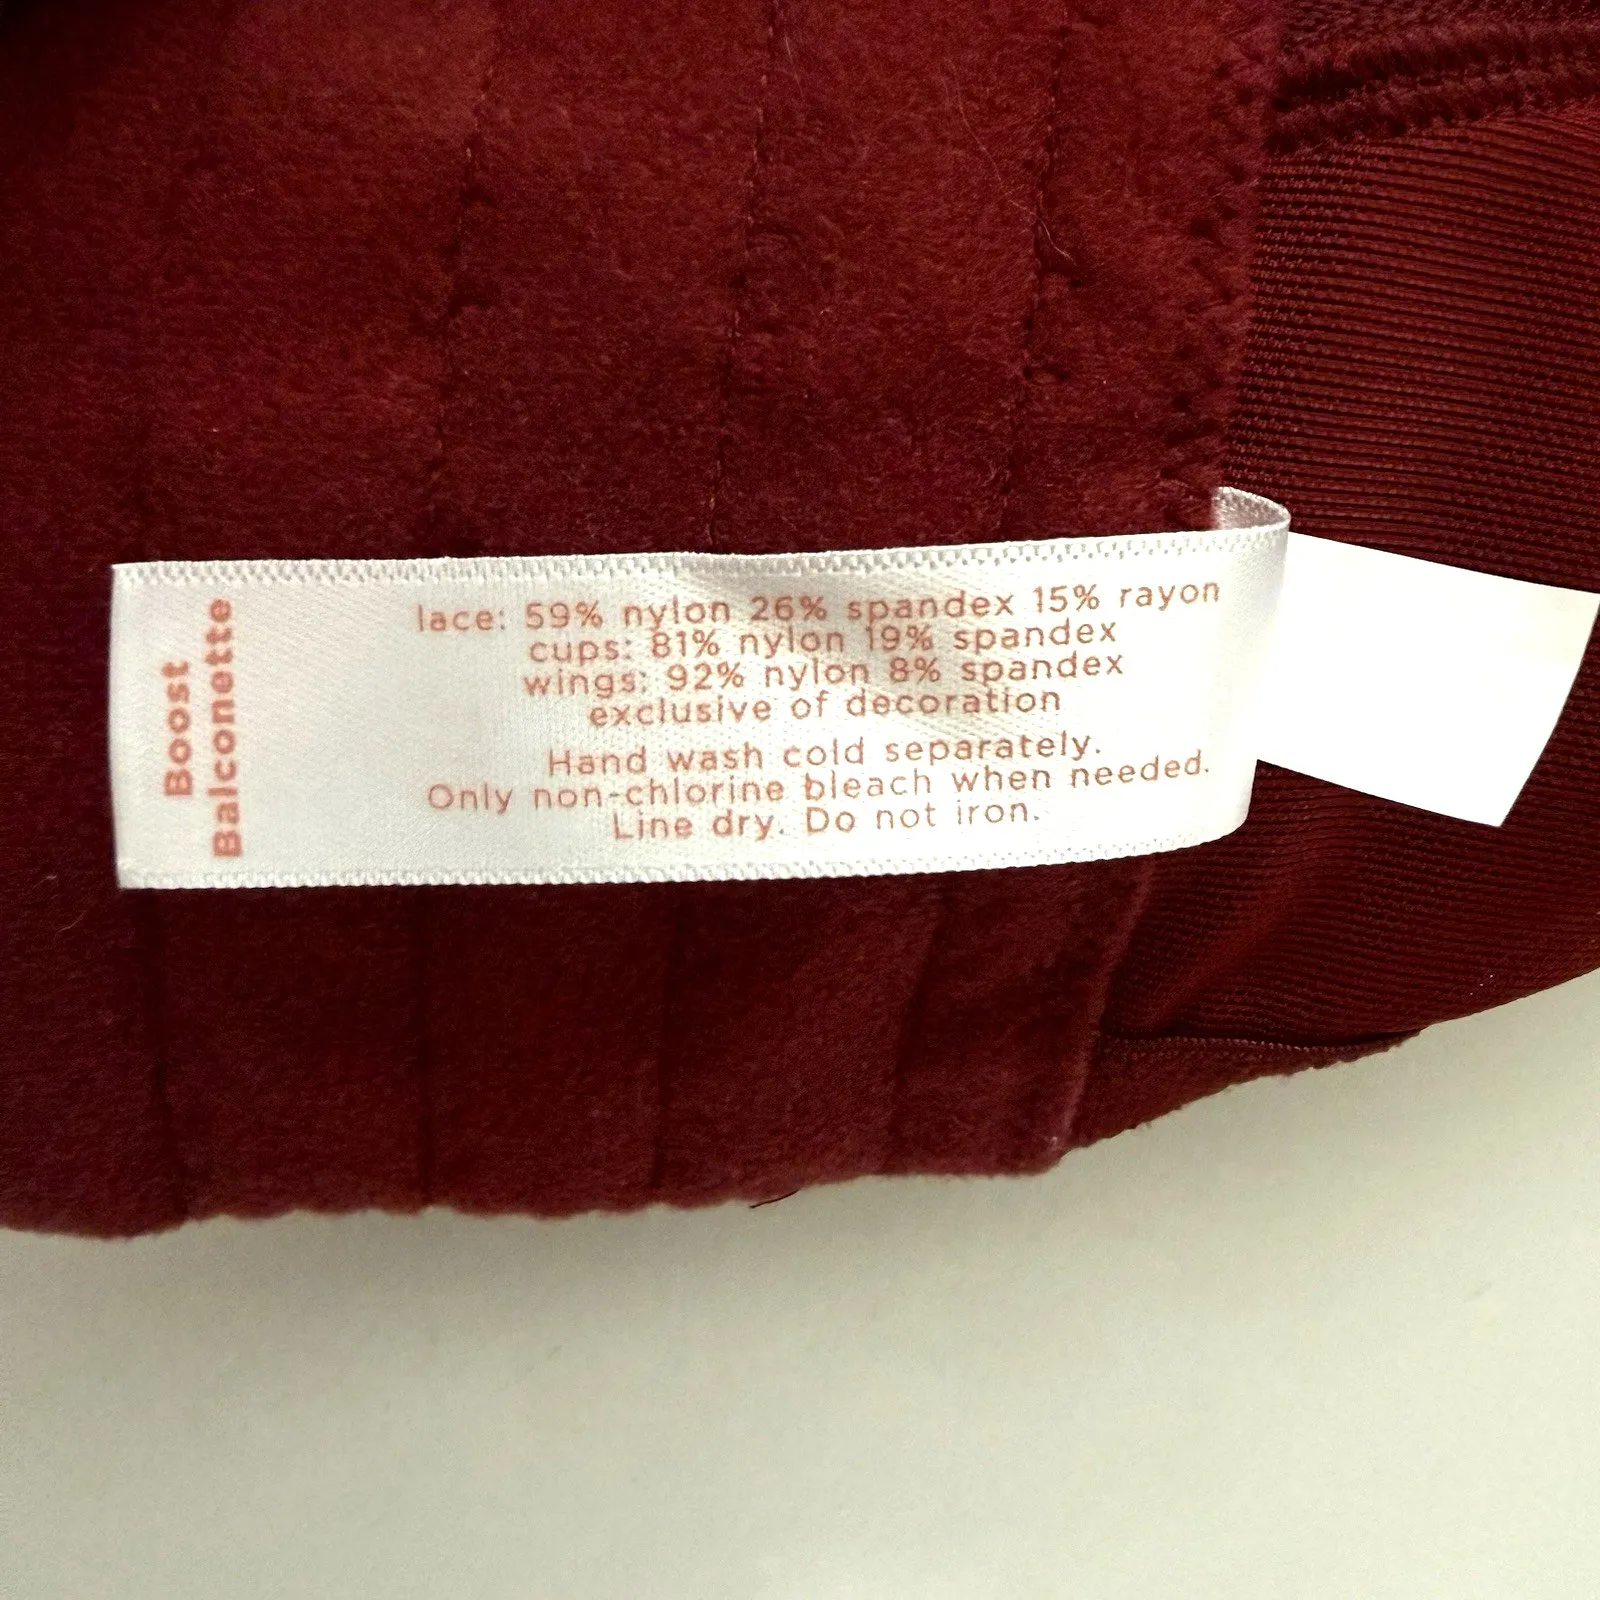 Boost
Balconette
lace: 59% nylon 26% spandex 15% rayon
cups: 81% nylon 19% spandex
wings: 92% nylon 8% spandex
exclusive of decoration
Hand wash cold separately.
Only non-chlorine bleach when needed.
Line dry. Do not iron.